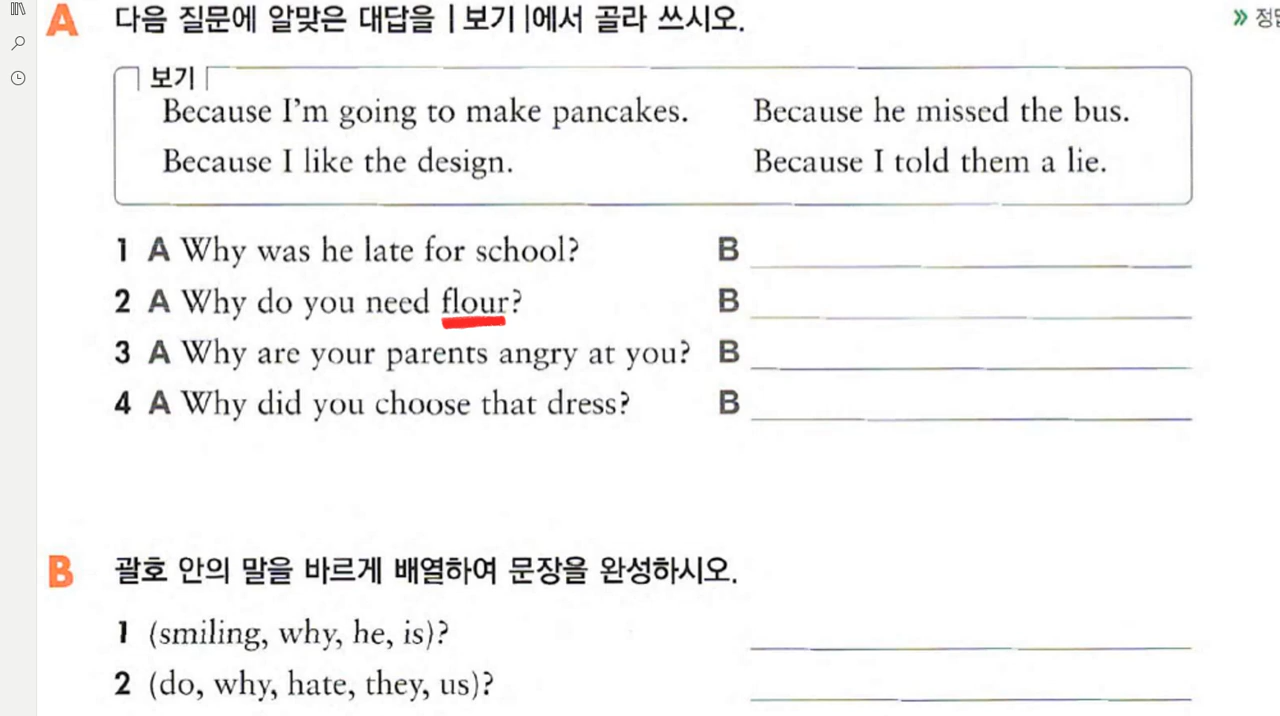 A 다음 질문에 알맞은 대답을 | 보기 |에서 골라 쓰시오.
보기
Because I'm going to make pancakes. Because he missed the bus.
Because I like the design. Because I told them a lie.
1 A Why was he late for school? B
2 A Why do you need flour? B
3 A Why are your parents angry at you? B
4 A Why did you choose that dress? B
B 괄호 안의 말을 바르게 배열하여 문장을 완성하시오.
1 (smiling, why, he, is)?
2 (do, why, hate, they, us)?